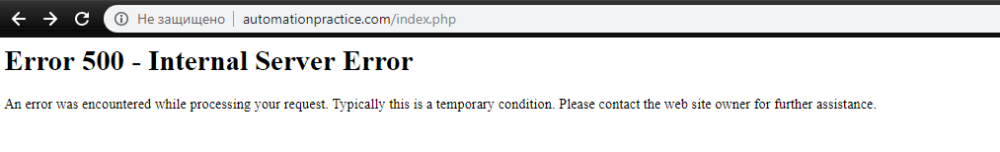 Не защищено automationpractice.com/index.php
Error 500 - Internal Server Error
An error was encountered while processing your request. Typically this is a temporary condition. Please contact the web site owner for further assistance.